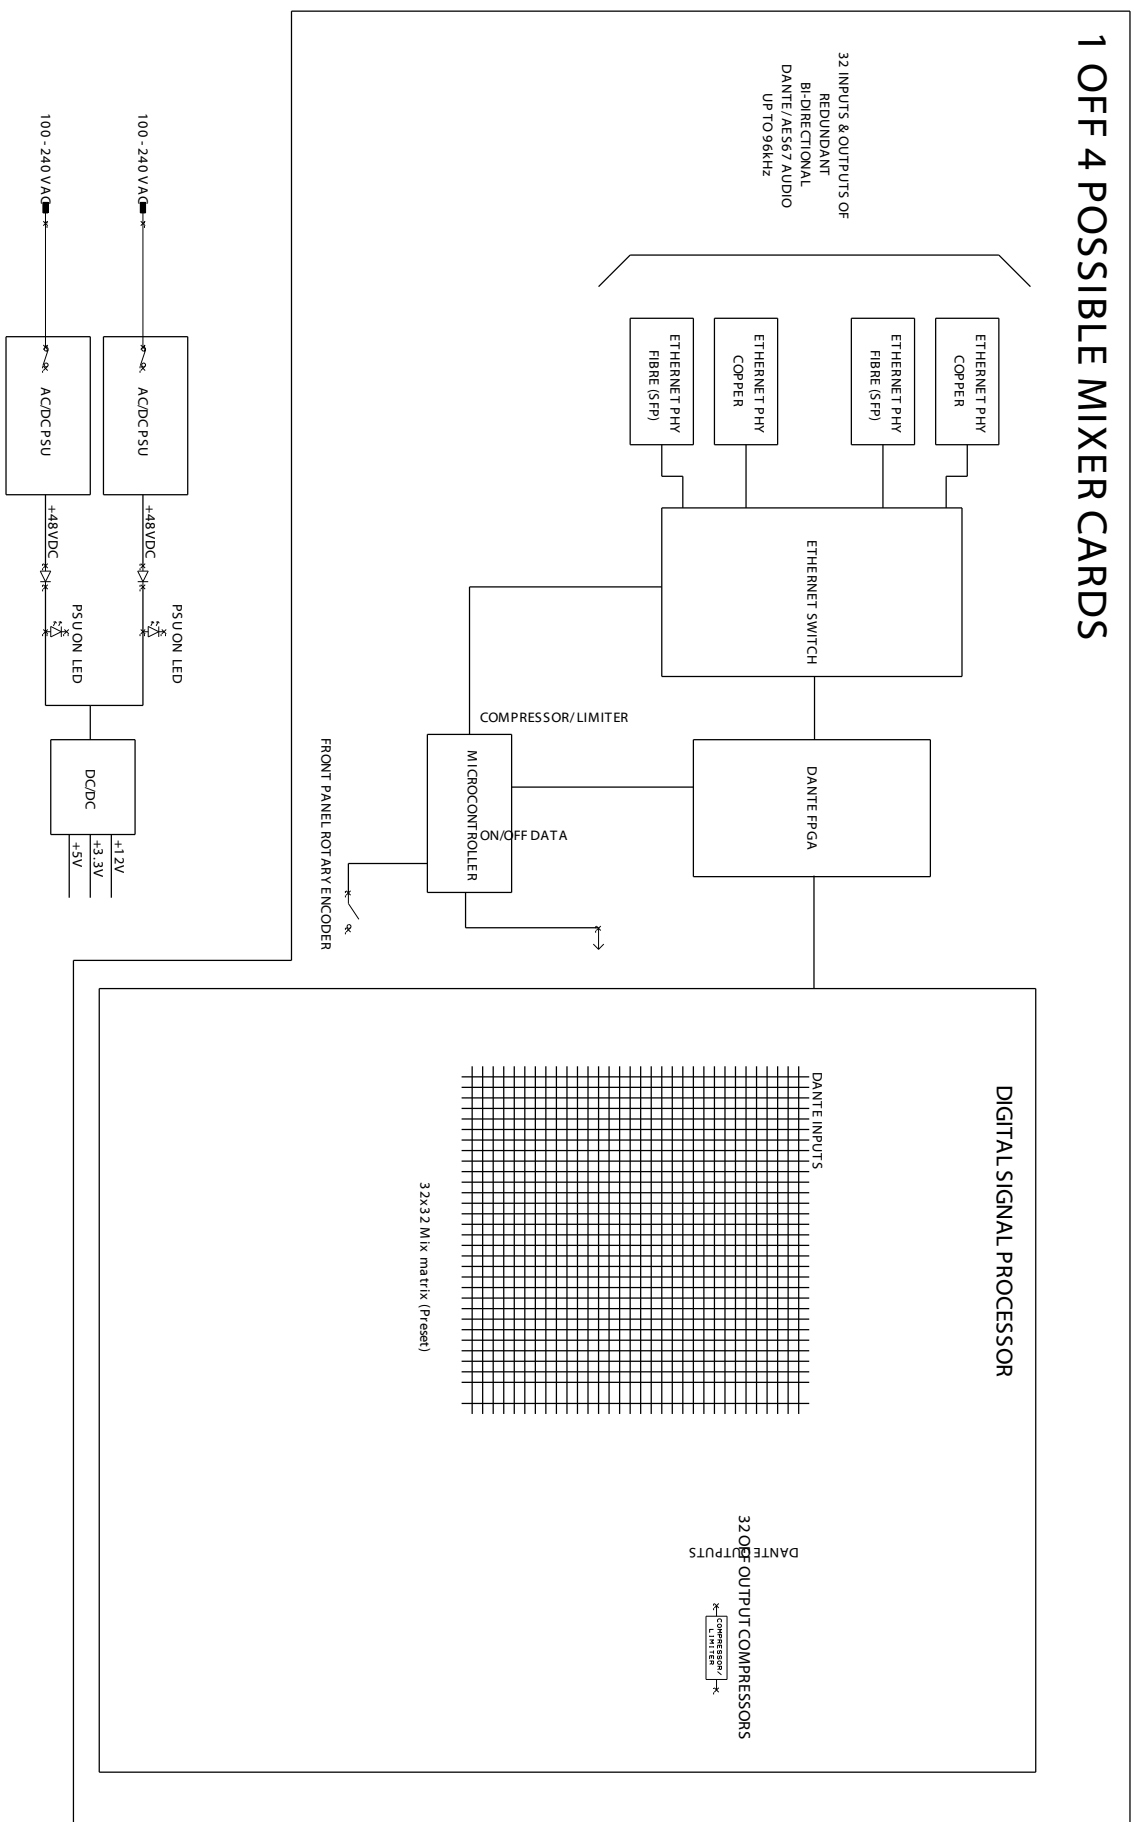 1 OFF 4 POSSIBLE MIXER CARDS
32 INPUTS & OUTPUTS OF
REDUNDANT
BI-DIRECTIONAL
DANTE / AES67 AUDIO
UP TO 96kHz
ETHERNET PHY
COPPER
ETHERNET PHY
FIBRE (SFP)
ETHERNET PHY
COPPER
ETHERNET PHY
FIBRE (SFP)
ETHERNET SWITCH
DANTE FPGA
COMPRESSOR/LIMITER
ON/OFF DATA
MICROCONTROLLER
FRONT PANEL ROTARY ENCODER
DIGITAL SIGNAL PROCESSOR
DANTE INPUTS
32x32 Mix matrix (Preset)
DANTE OUTPUTS
32 OFF OUTPUT COMPRESSORS
COMPRESSOR/
LIMITER
100 - 240 VAC
AC/DC PSU
+48VDC
PSU ON LED
100 - 240 VAC
AC/DC PSU
+48VDC
PSU ON LED
DC/DC
+12V
+3.3V
+5V